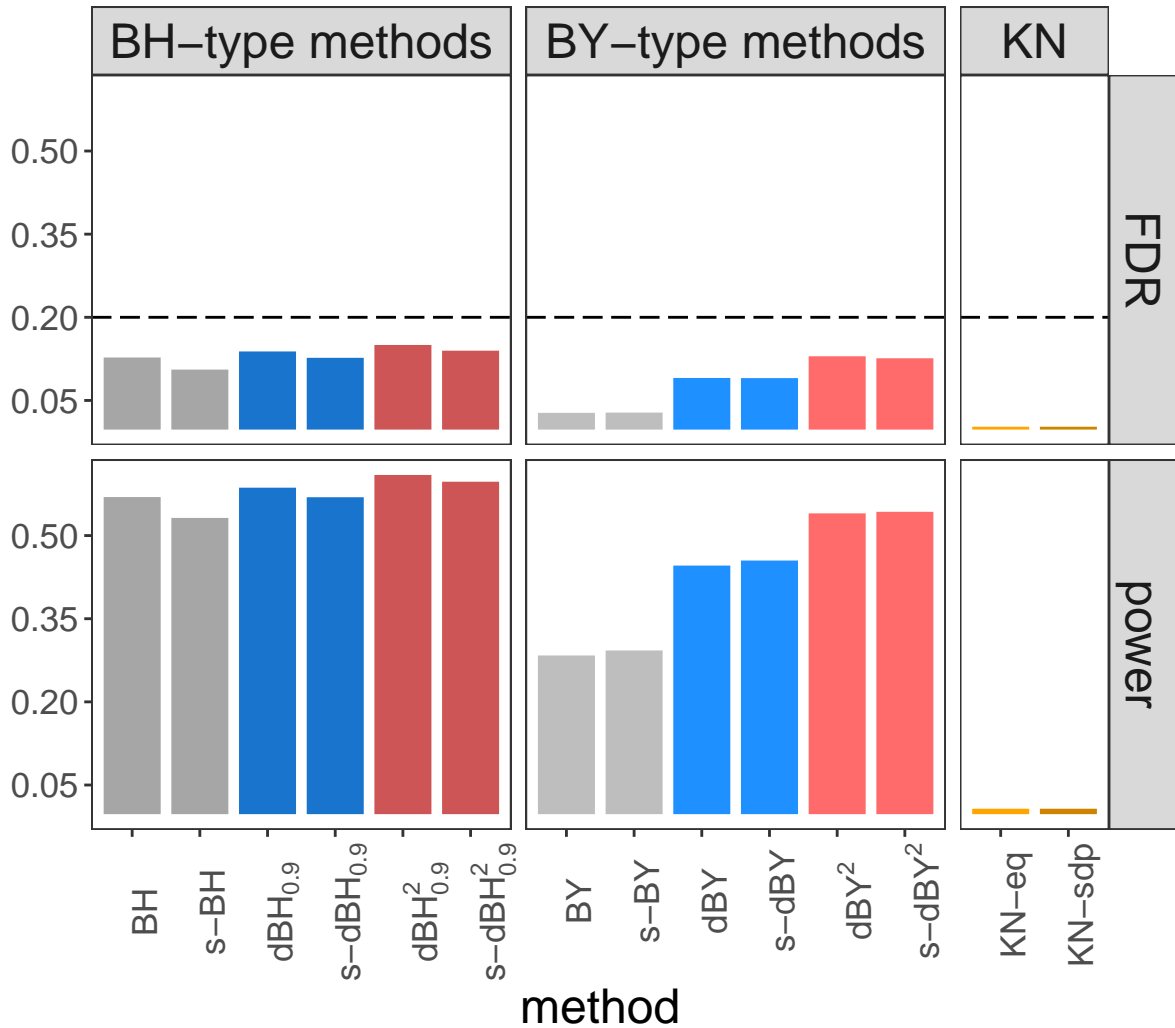 BH−type methods
BY−type methods
KN
0.50
0.35
0.20
0.05
FDR
0.50
0.35
0.20
0.05
power
BH
s−BH
dBH₀.₉
s−dBH₀.₉
dBH²₀.₉
s−dBH²₀.₉
BY
s−BY
dBY
s−dBY
dBY²
s−dBY²
KN−eq
KN−sdp
method